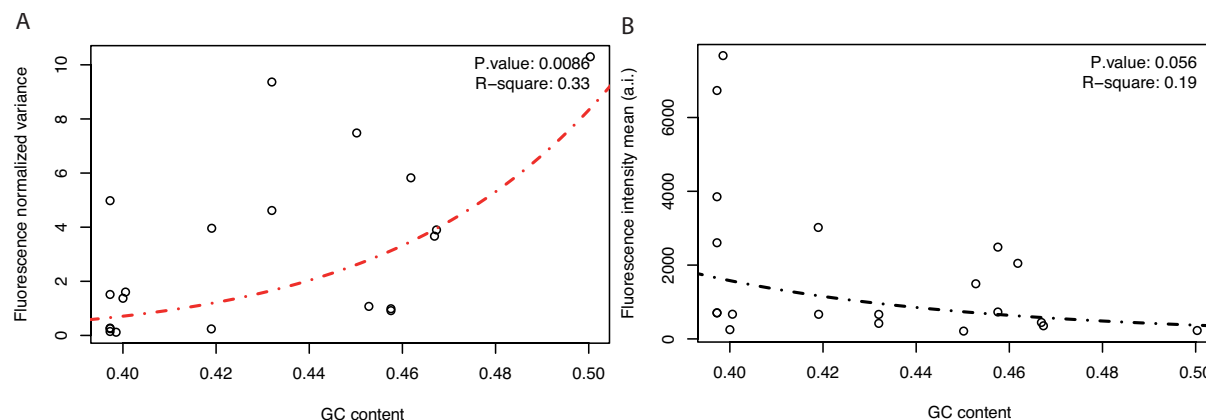 A
Fluorescence normalized variance
10
8
6
4
2
0
P.value: 0.0086
R−square: 0.33
0.40 0.42 0.44 0.46 0.48 0.50
GC content
B
Fluorescence intensity mean (a.i.)
6000
4000
2000
0
P.value: 0.056
R−square: 0.19
0.40 0.42 0.44 0.46 0.48 0.50
GC content